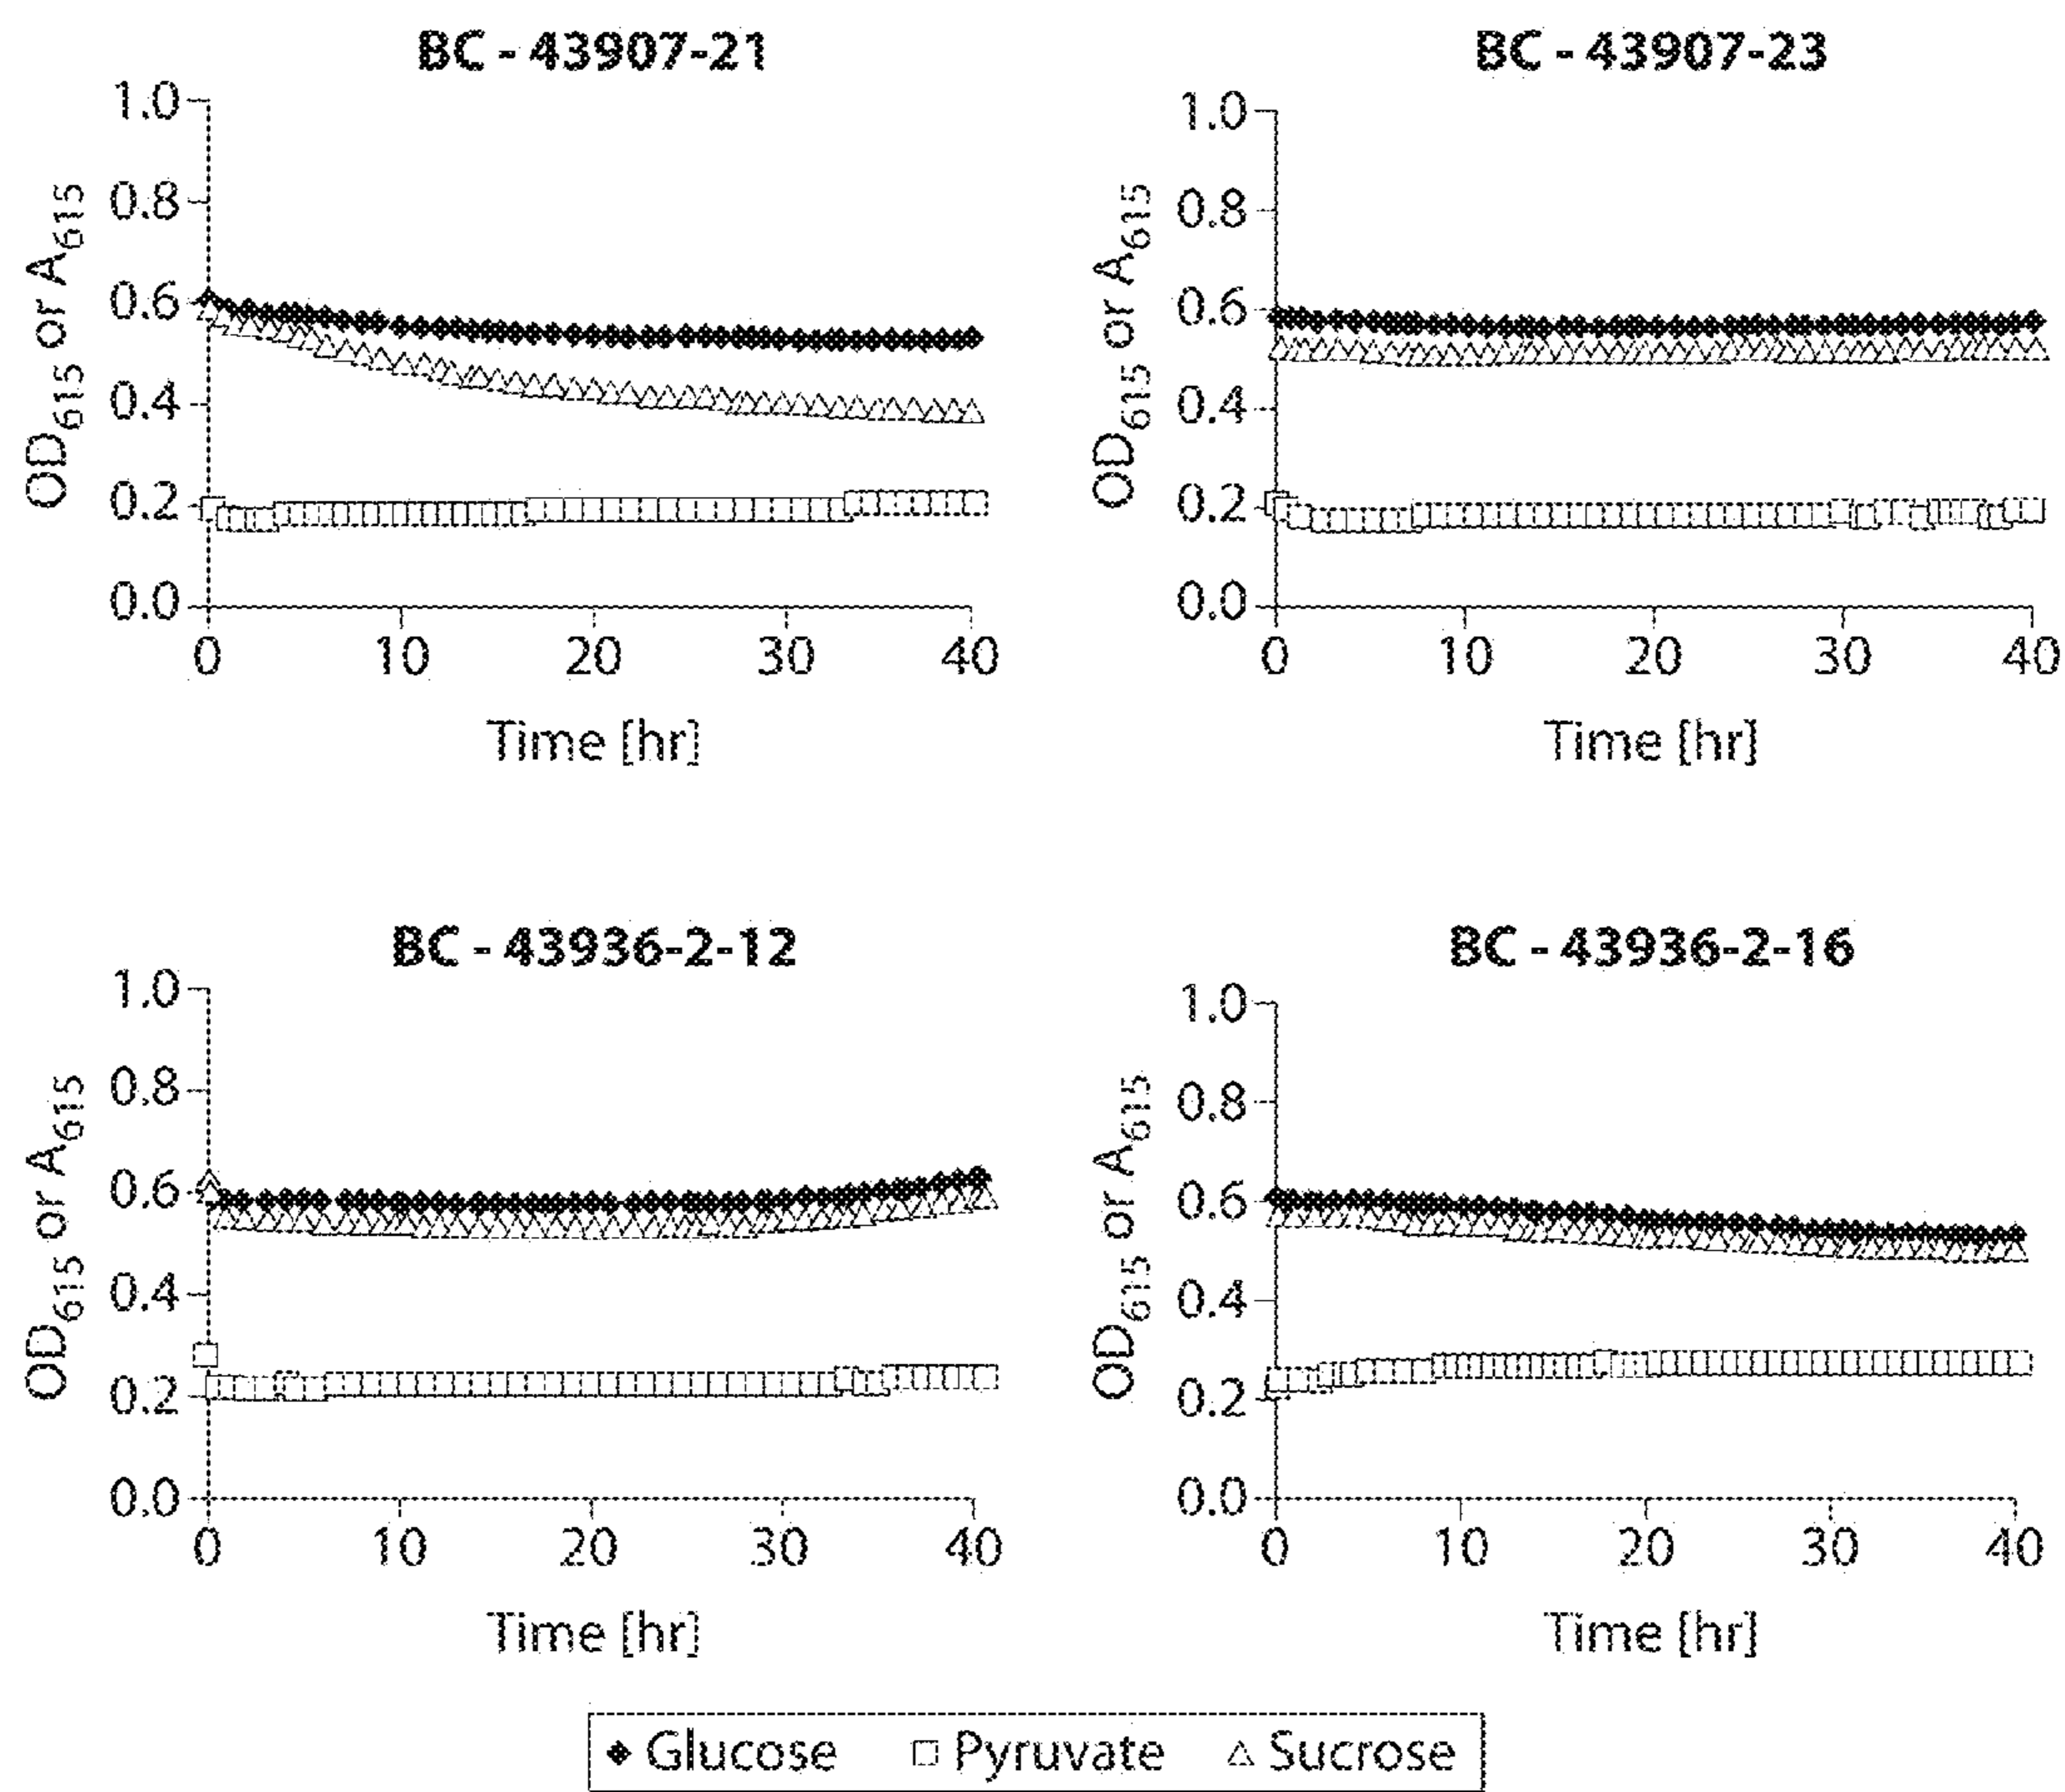 BC - 43907-21
1.0
0.8
0.6
0.4
0.2
0.0
OD615 or A615
0 10 20 30 40
Time [hr]
BC - 43907-23
1.0
0.8
0.6
0.4
0.2
0.0
OD615 or A615
0 10 20 30 40
Time [hr]
BC - 43936-2-12
1.0
0.8
0.6
0.4
0.2
0.0
OD615 or A615
0 10 20 30 40
Time [hr]
BC - 43936-2-16
1.0
0.8
0.6
0.4
0.2
0.0
OD615 or A615
0 10 20 30 40
Time [hr]
Glucose Pyruvate Sucrose